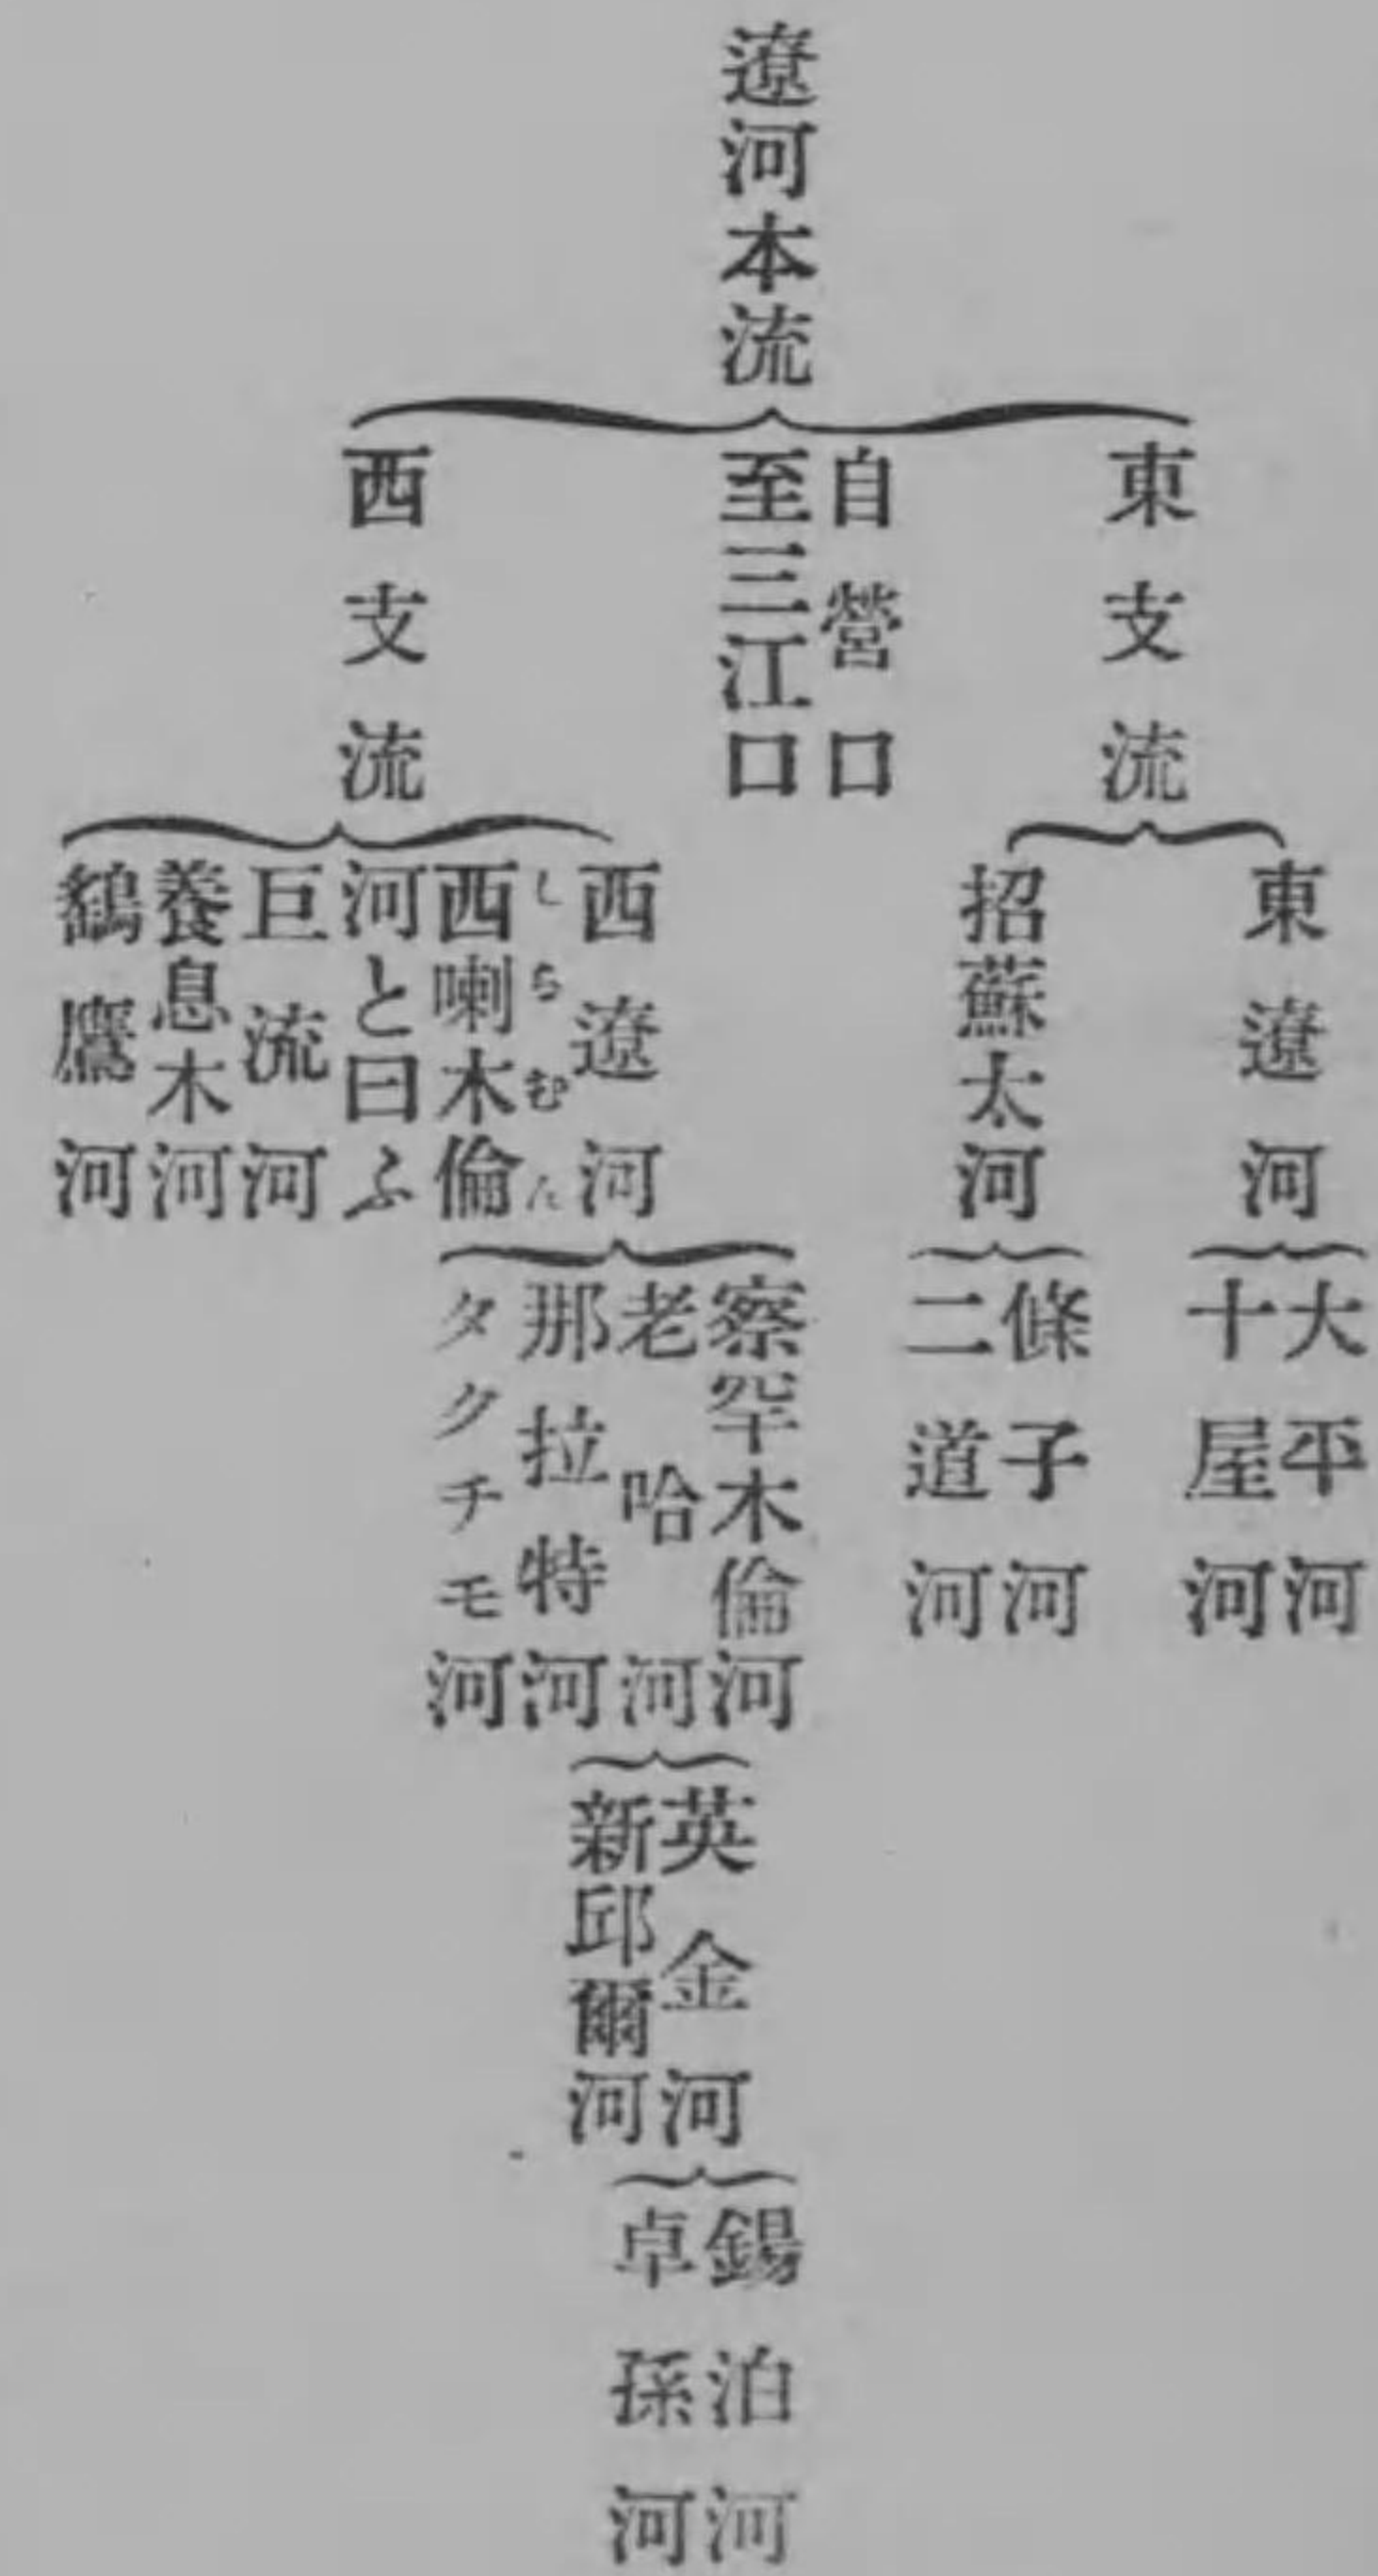 遼河本流
東支流
自營口
至三江口
西支流
東遼河
招蘇太河
西遼河
しらむれん
西喇木倫
河と曰ふ
巨流河
養息木河
鷂鷹河
大平河
十屋河
條子河
二道河
察罕木倫河
老哈河
那拉特河
タクチモ河
英金河
新邱爾河
錫泊河
卓孫河